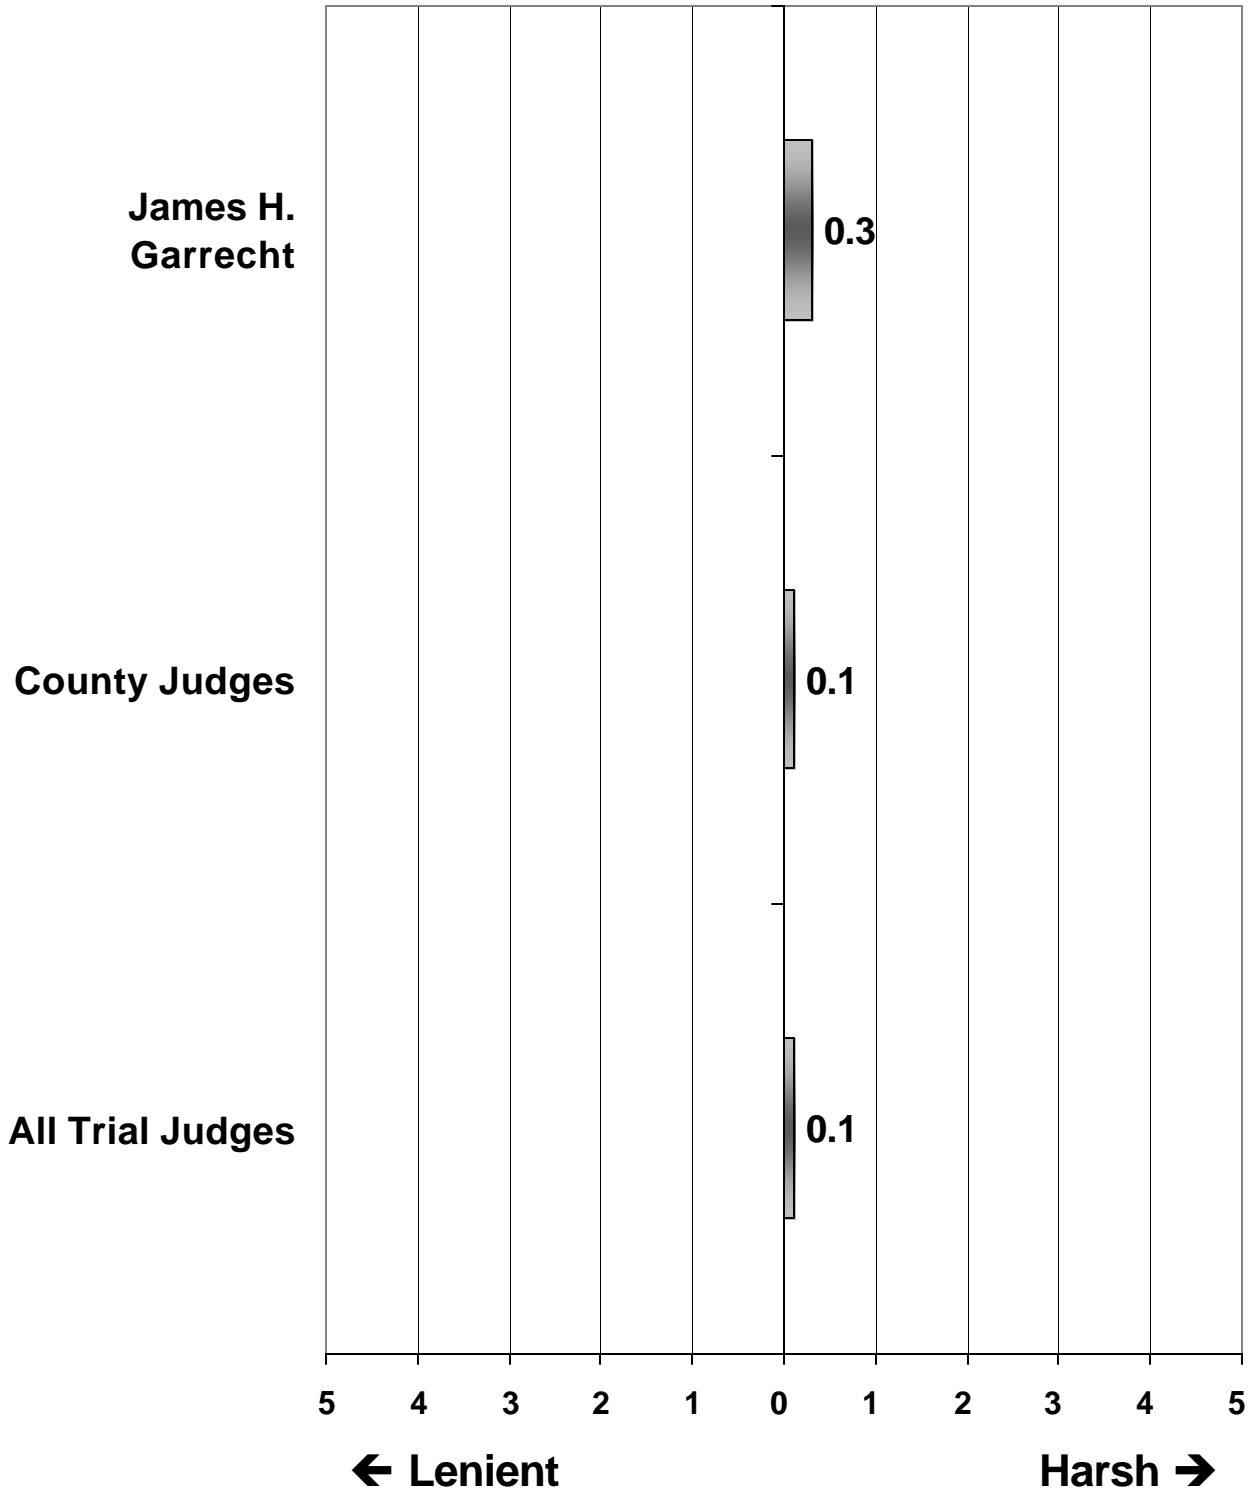 James H.
Garrecht
0.3
County Judges
0.1
All Trial Judges
0.1
5 4 3 2 1 0 1 2 3 4 5
← Lenient
Harsh →